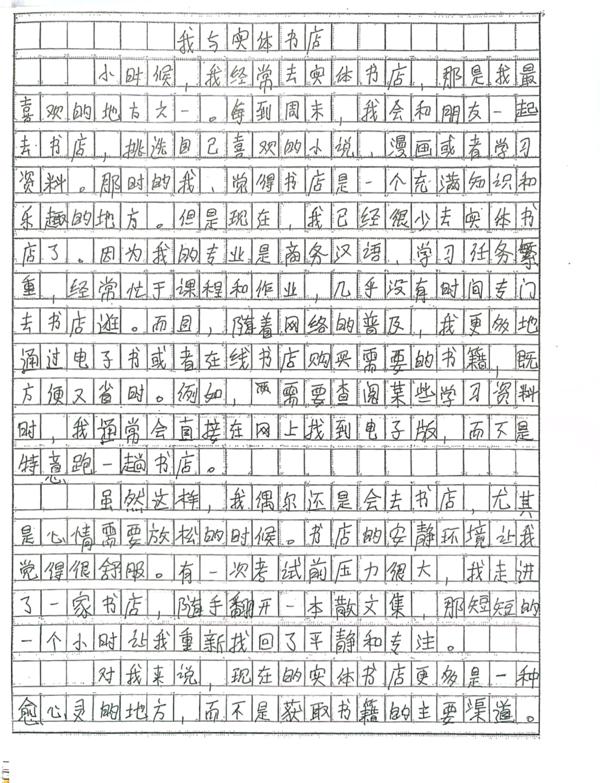 我与实体书店
小时候，我经常去实体书店，那是我最
喜欢的地方之一。每到周末，我会和朋友一起
去书店，挑选自己喜欢的小说、漫画或者学习
资料。那时的我，觉得书店是一个充满知识和
乐趣的地方。但是现在，我已经很少去实体书
店了。因为我的专业是商务汉语，学习任务繁
重，经常忙于课程和作业，几乎没有时间专门
去书店逛。而且，随着网络的普及，我更多地
通过电子书或者在线书店购买需要的书籍，既
方便又省时。例如，需要查阅某些学习资料
时，我通常会直接在网上找到电子版，而不是
特意跑一趟书店。
虽然这样，我偶尔还是会去书店，尤其
是心情需要放松的时候。书店的安静环境让我
觉得很舒服。有一次考试前压力很大，我走进
了一家书店，随手翻开一本散文集，那短短的
一个小时让我重新找回了平静和专注。
对我来说，现在的实体书店更多是一种
愈心灵的地方，而不是获取书籍的主要渠道。